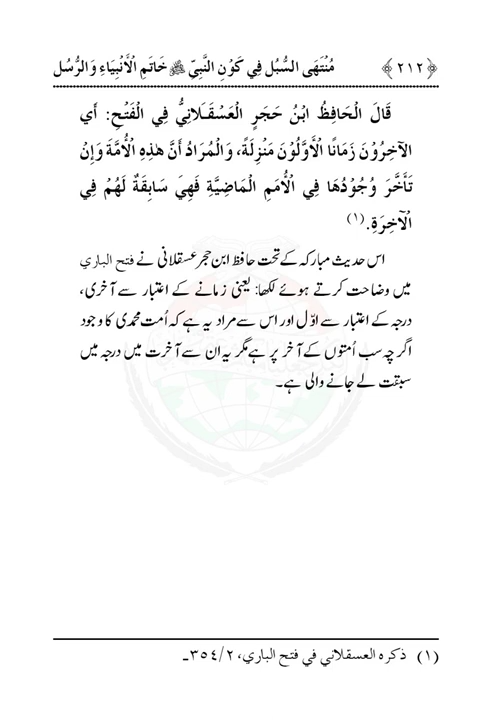 ﴿٢١٢﴾ مُنْتَهَى السُّبُل فِي كَوْنِ النَّبِيِّ ﷺ خَاتَمِ الْأَنْبِيَاءِ وَالرُّسُل
قَالَ الْحَافِظُ ابْنُ حَجَرٍ الْعَسْقَلَانِيُّ فِي الْفَتْحِ: أَي
الآخِرُوْنَ زَمَانًا الْأَوَّلُوْنَ مَنْزِلَةً، وَالْمُرَادُ أَنَّ هٰذِهِ الْأُمَّةَ وَإِنْ
تَأَخَّرَ وُجُوْدُهَا فِي الْأُمَمِ الْمَاضِيَّةِ فَهِيَ سَابِقَةٌ لَهُمْ فِي
الْآخِرَةِ.(١)
اس حدیث مبارکہ کے تحت حافظ ابن حجر عسقلانی نے فتح الباري
میں وضاحت کرتے ہوئے لکھا: یعنی زمانے کے اعتبار سے آخری،
درجہ کے اعتبار سے اوّل اور اس سے مراد یہ ہے کہ اُمت محمدی کا وجود
اگرچہ سب اُمتوں کے آخر پر ہے مگر یہ ان سے آخرت میں درجہ میں
سبقت لے جانے والی ہے۔
(١) ذكره العسقلاني في فتح الباري، ٢/٣٥٤۔